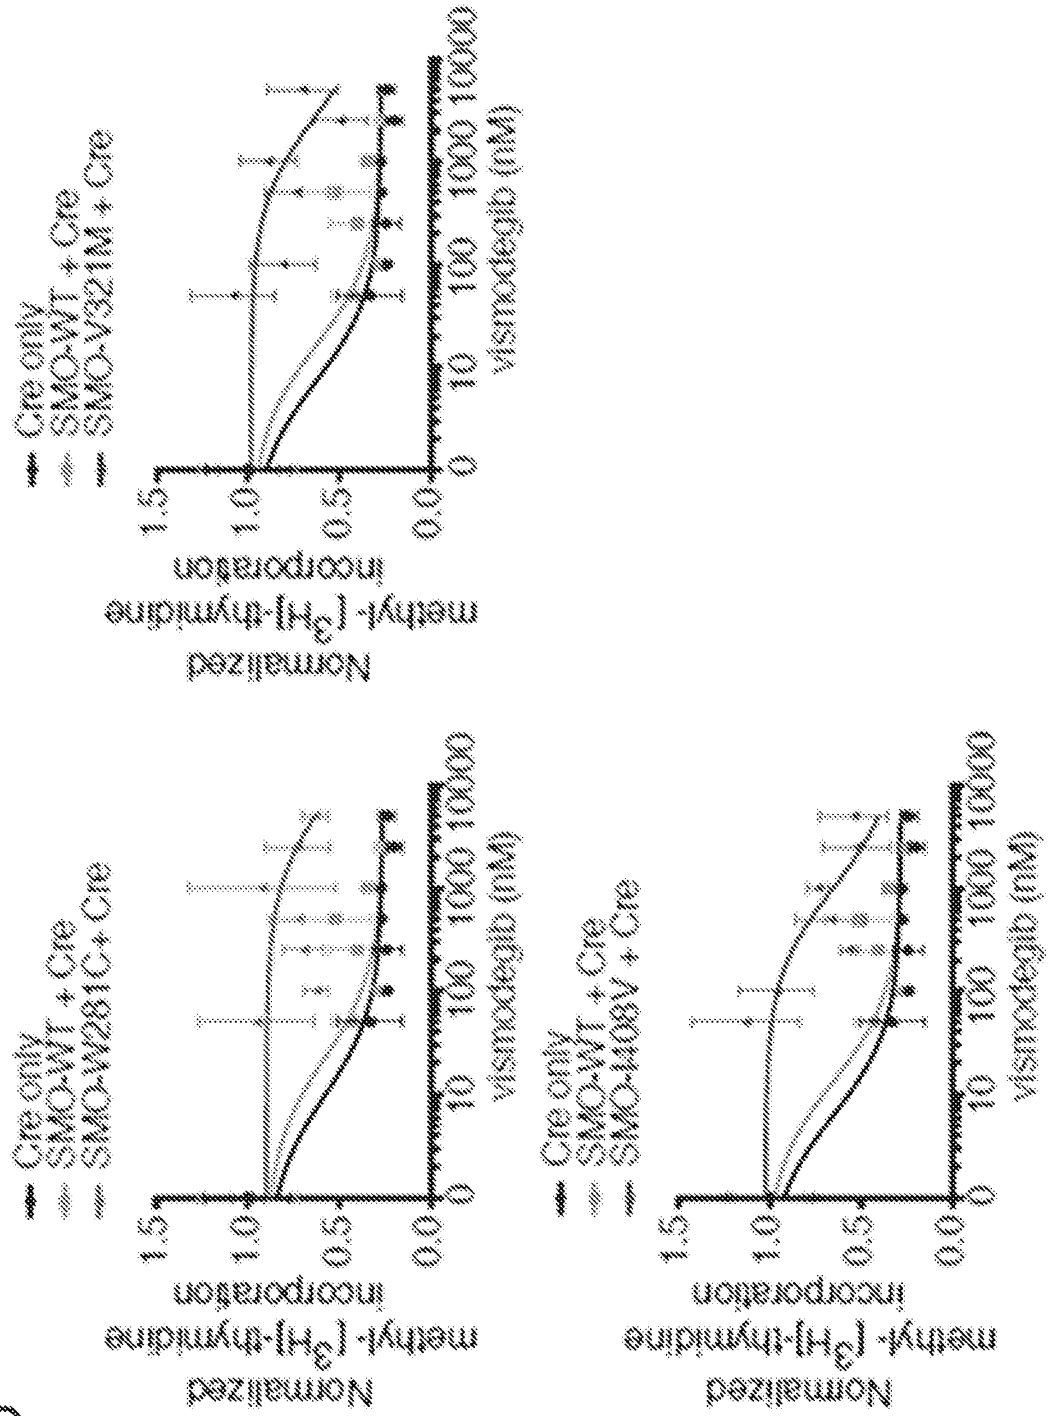 Cre only
SMO-WT + Cre
SMO-W281C+ Cre
Normalized
methyl- [3H]-thymidine
incorporation
1.5
1.0
0.5
0.0
0 10 100 1000 10000
vismodegib (nM)
Cre only
SMO-WT + Cre
SMO-V321M + Cre
Normalized
methyl- [3H]-thymidine
incorporation
1.5
1.0
0.5
0.0
0 10 100 1000 10000
vismodegib (nM)
Cre only
SMO-WT + Cre
SMO-I408V + Cre
Normalized
methyl- [3H]-thymidine
incorporation
1.5
1.0
0.5
0.0
0 10 100 1000 10000
vismodegib (nM)